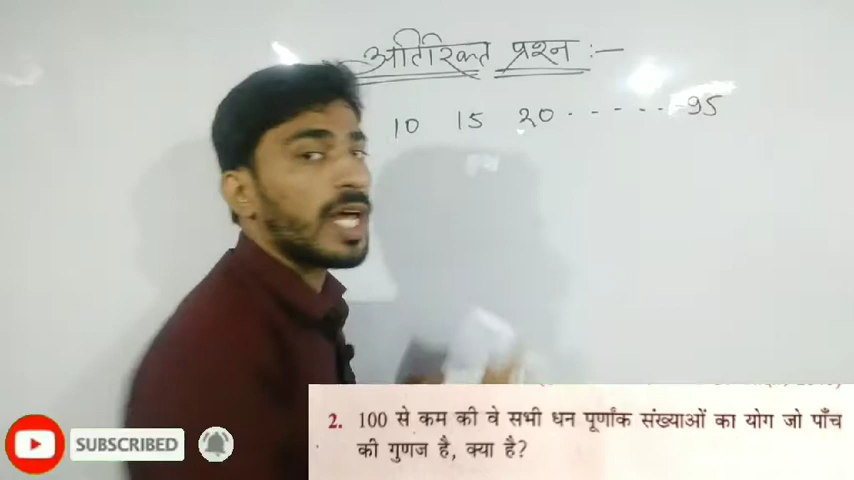 अतिरिक्त प्रश्न :-
10 15 20 - - - - - 95
2. 100 से कम की वे सभी धन पूर्णांक संख्याओं का योग जो पाँच
की गुणज है, क्या है?
SUBSCRIBED